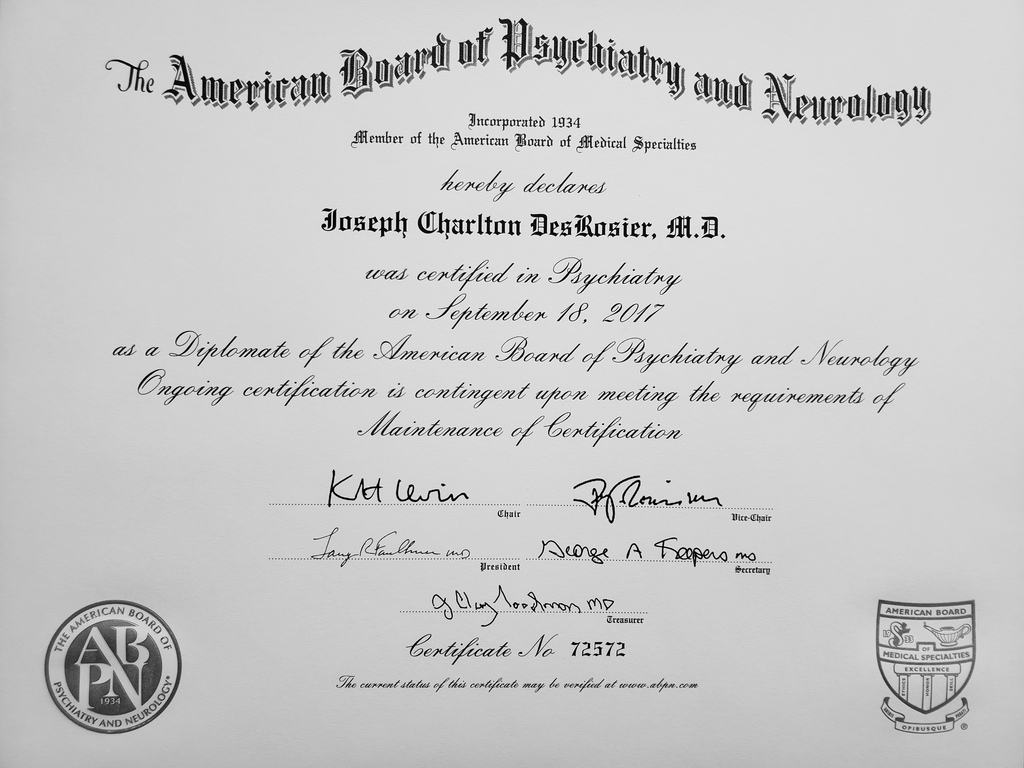 The American Board of Psychiatry and Neurology
Incorporated 1934
Member of the American Board of Medical Specialties
hereby declares
Joseph Charlton DesRosier, M.D.
was certified in Psychiatry
on September 18, 2017
as a Diplomate of the American Board of Psychiatry and Neurology
Ongoing certification is contingent upon meeting the requirements of
Maintenance of Certification
Chair
Vice-Chair
President
George A Keepers MD
Secretary
Treasurer
Certificate No 72572
The current status of this certificate may be verified at www.abpn.com
THE AMERICAN BOARD OF
ABPN
1934
PSYCHIATRY AND NEUROLOGY
AMERICAN BOARD
19 33
OF
MEDICAL SPECIALTIES
EXCELLENCE
OPIBUSQUE
®